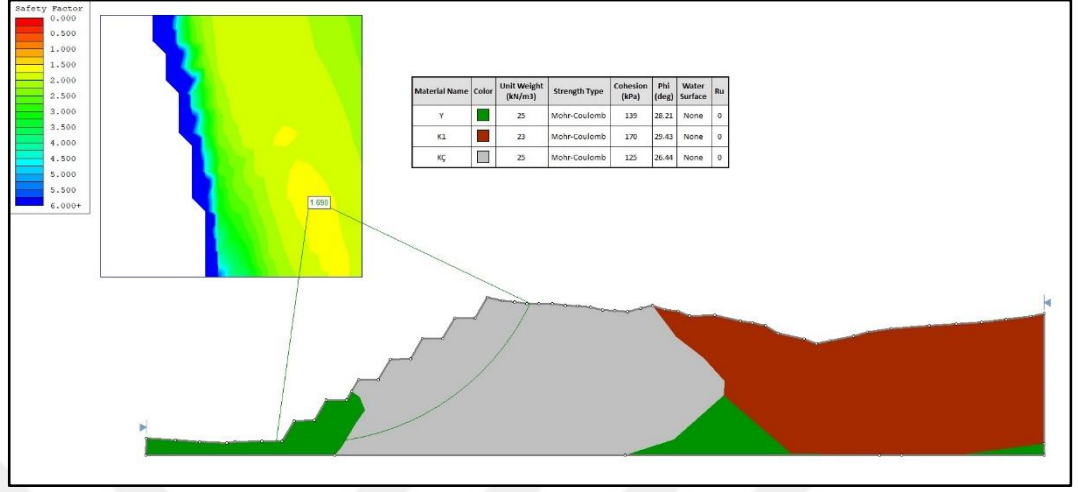 Safety Factor
0.000
0.500
1.000
1.500
2.000
2.500
3.000
3.500
4.000
4.500
5.000
5.500
6.000+
Material Name Color Unit Weight (kN/m3) Strength Type Cohesion (kPa) Phi (deg) Water Surface Ru
Y 25 Mohr-Coulomb 139 28.21 None 0
K1 23 Mohr-Coulomb 170 29.43 None 0
KÇ 25 Mohr-Coulomb 125 26.44 None 0
1.690